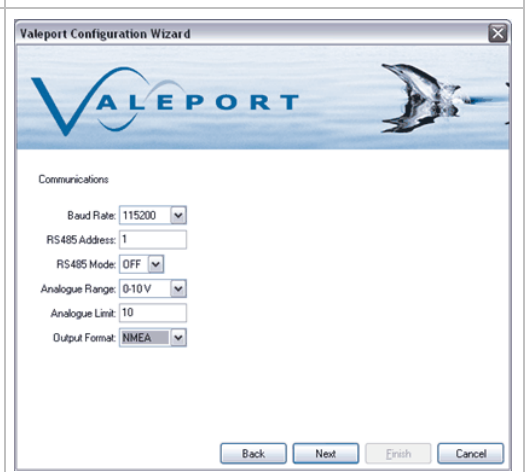 Valeport Configuration Wizard
VALEPORT
Communications
Baud Rate: 115200
RS485 Address: 1
RS485 Mode: OFF
Analogue Range: 0-10 V
Analogue Limit: 10
Output Format: NMEA
Back Next Finish Cancel